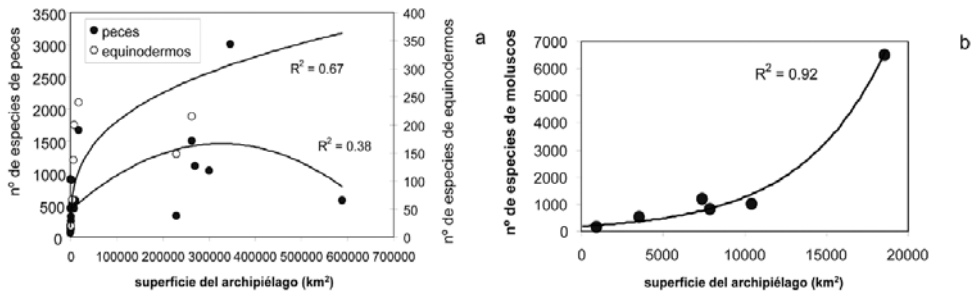 peces
equinodermos
nº de especies de peces
3500
3000
2500
2000
1500
1000
500
0
R² = 0.67
R² = 0.38
400
350
300
250
200
150
100
50
0
nº de especies de equinodermos
0 100000 200000 300000 400000 500000 600000 700000
superficie del archipiélago (km²)
a
nº de especies de moluscos
7000
6000
5000
4000
3000
2000
1000
0
R² = 0.92
0 5000 10000 15000 20000
superficie del archipiélago (km²)
b